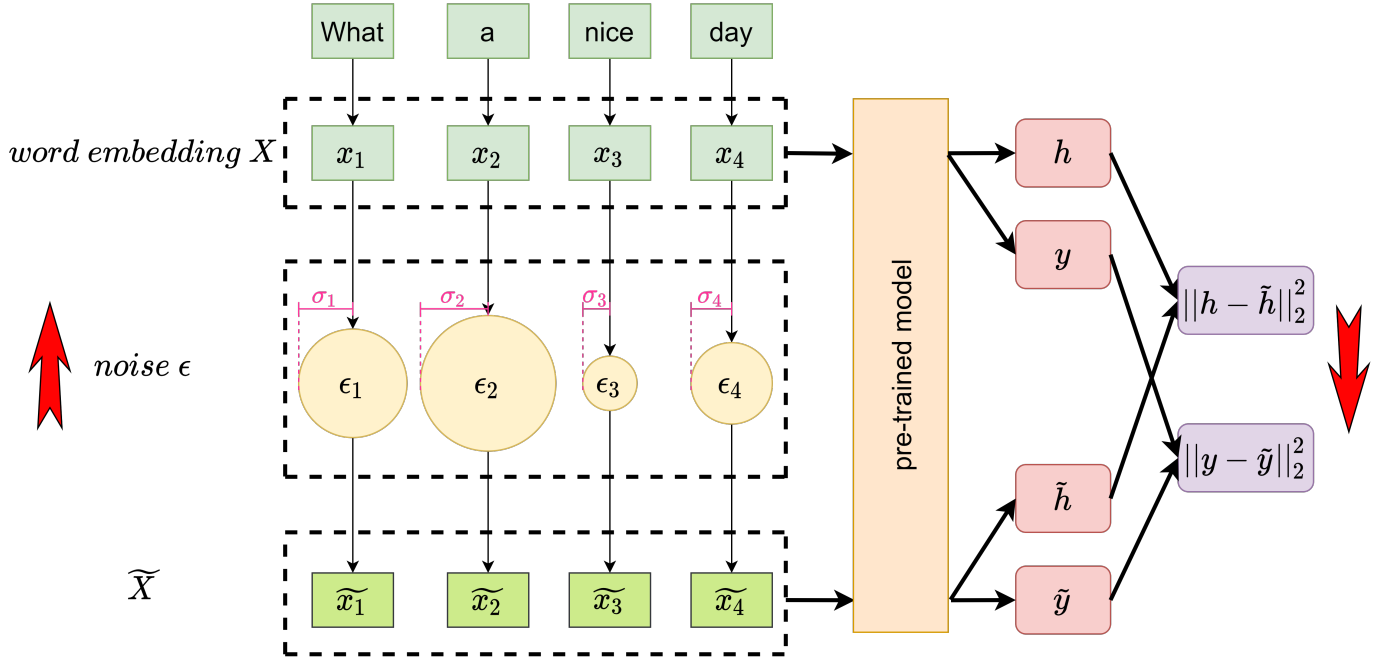 What a nice day
word embedding X
x₁ x₂ x₃ x₄
h
y
σ₁ σ₂ σ₃ σ₄
noise ϵ
ϵ₁ ϵ₂ ϵ₃ ϵ₄
pre-trained model
||h − h̃||₂²
||y − ỹ||₂²
h̃
X̃
x̃₁ x̃₂ x̃₃ x̃₄
ỹ